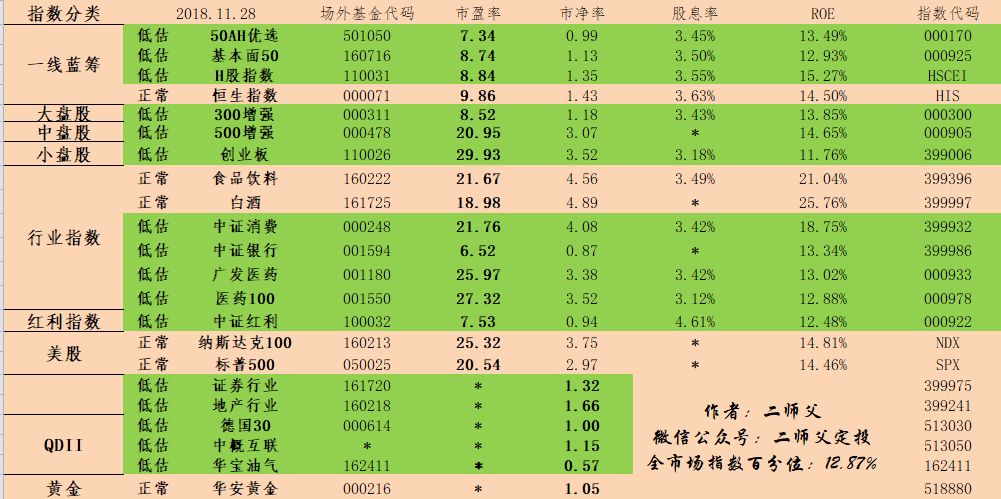 指数分类 2018.11.28 场外基金代码 市盈率 市净率 股息率 ROE 指数代码
一线蓝筹
低估 50AH优选 501050 7.34 0.99 3.45% 13.49% 000170
低估 基本面50 160716 8.74 1.13 3.50% 12.93% 000925
低估 H股指数 110031 8.84 1.35 3.55% 15.27% HSCEI
正常 恒生指数 000071 9.86 1.43 3.63% 14.50% HIS
大盘股 低估 300增强 000311 8.52 1.18 3.43% 13.85% 000300
中盘股 低估 500增强 000478 20.95 3.07 * 14.65% 000905
小盘股 低估 创业板 110026 29.93 3.52 3.18% 11.76% 399006
行业指数
正常 食品饮料 160222 21.67 4.56 3.49% 21.04% 399396
正常 白酒 161725 18.98 4.89 * 25.76% 399997
低估 中证消费 000248 21.76 4.08 3.42% 18.75% 399932
低估 中证银行 001594 6.52 0.87 * 13.34% 399986
低估 广发医药 001180 25.97 3.38 3.42% 13.02% 000933
低估 医药100 001550 27.32 3.52 3.12% 12.88% 000978
红利指数 低估 中证红利 100032 7.53 0.94 4.61% 12.48% 000922
美股
正常 纳斯达克100 160213 25.32 3.75 * 14.81% NDX
正常 标普500 050025 20.54 2.97 * 14.46% SPX
低估 证券行业 161720 * 1.32 399975
低估 地产行业 160218 * 1.66 399241
QDII
低估 德国30 000614 * 1.00 513030
低估 中概互联 * * 1.15 513050
低估 华宝油气 162411 * 0.57 162411
黄金 正常 华安黄金 000216 * 1.05 518880
作者：二师父
微信公众号：二师父定投
全市场指数百分位：12.87%